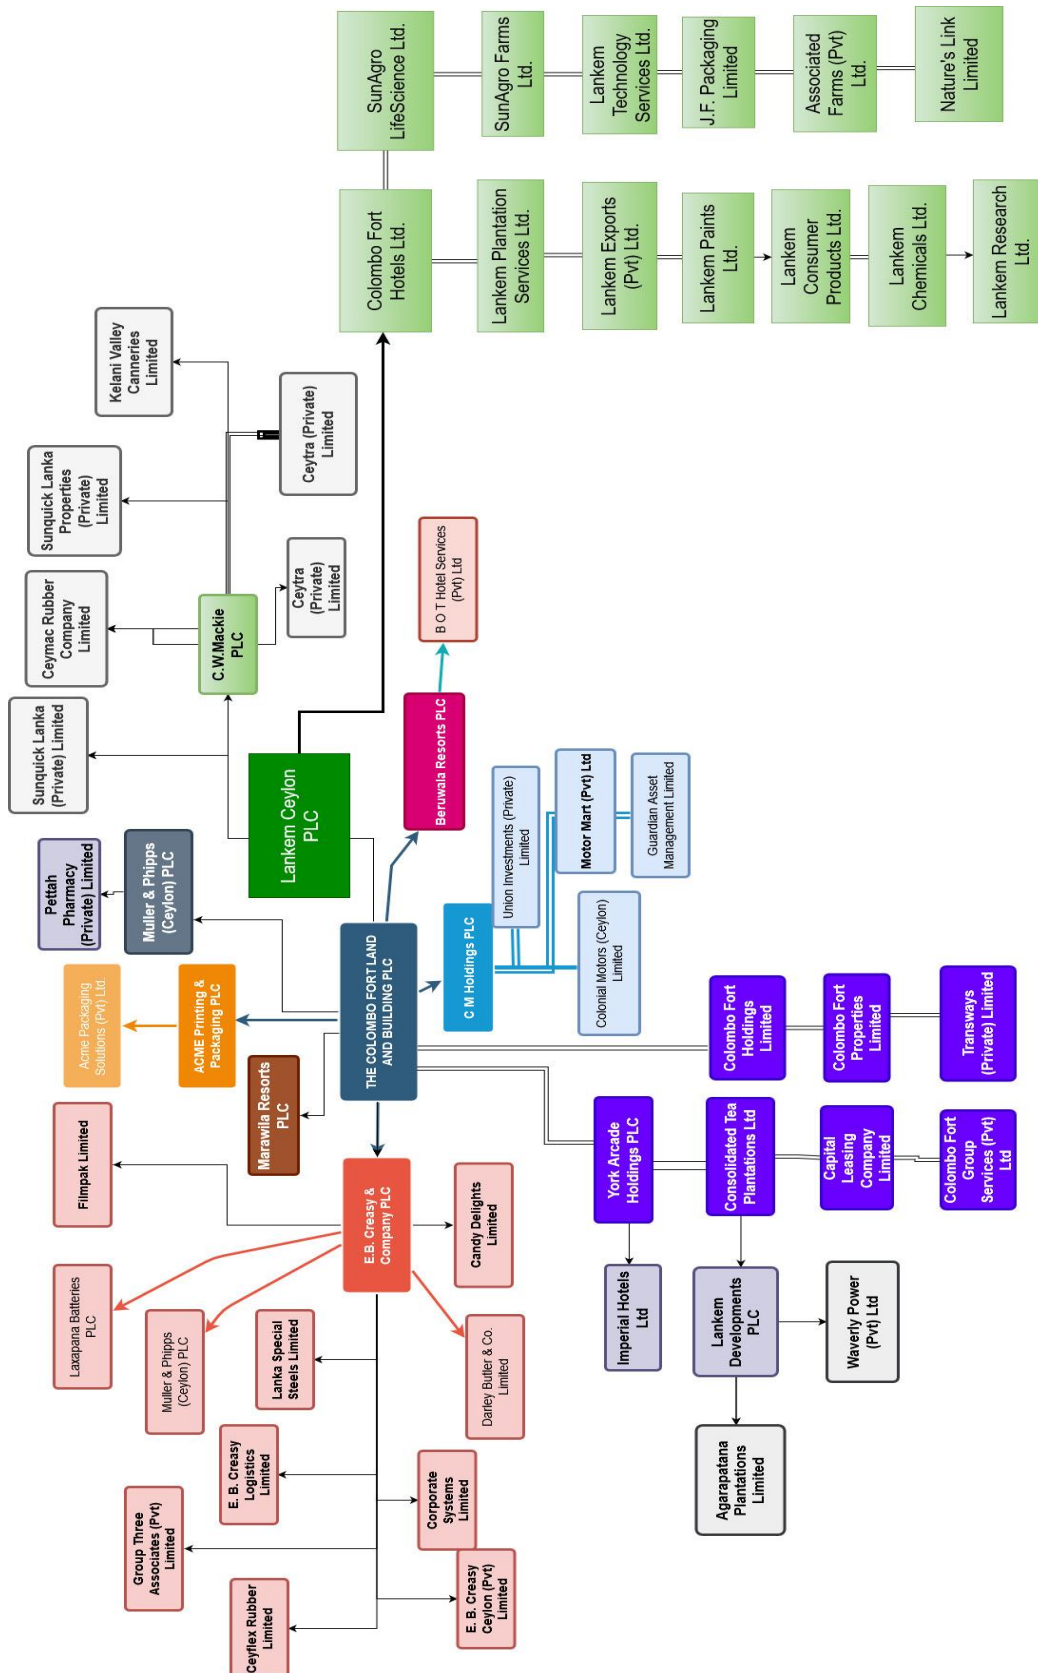 Ceyflex Rubber
Limited
Group Three
Associates (Pvt)
Limited
E. B. Creasy
Logistics
Limited
Lanka Special
Steels Limited
Muller & Phipps
(Ceylon) PLC
Laxapana Batteries
PLC
Filmpak Limited
E. B. Creasy
Ceylon (Pvt)
Limited
Corporate
Systems
Limited
Darley Butler & Co.
Limited
Candy Delights
Limited
E.B. Creasy &
Company PLC
Marawila Resorts
PLC
ACME Printing &
Packaging PLC
Acme Packaging
Solutions (Pvt) Ltd.
Pettah
Pharmacy
(Private) Limited
Muller & Phipps
(Ceylon) PLC
THE COLOMBO FORT LAND
AND BUILDING PLC
Lankem Ceylon
PLC
Sunquick Lanka
(Private) Limited
Ceymac Rubber
Company
Limited
Sunquick Lanka
Properties
(Private)
Limited
Kelani Valley
Canneries
Limited
C.W.Mackie
PLC
Ceytra
(Private)
Limited
Ceytra (Private)
Limited
Beruwala Resorts PLC
B O T Hotel Services
(Pvt) Ltd
C M Holdings PLC
Union Investments (Private)
Limited
Motor Mart (Pvt) Ltd
Guardian Asset
Management Limited
Colonial Motors (Ceylon)
Limited
York Arcade
Holdings PLC
Consolidated Tea
Plantations Ltd
Capital
Leasing
Company
Limited
Colombo Fort
Group
Services (Pvt)
Ltd
Colombo Fort
Holdings
Limited
Colombo Fort
Properties
Limited
Transways
(Private) Limited
Imperial Hotels
Ltd
Lankem
Developments
PLC
Waverly Power
(Pvt) Ltd
Agarapatana
Plantations
Limited
Colombo Fort
Hotels Ltd.
Lankem Plantation
Services Ltd.
Lankem Exports
(Pvt) Ltd.
Lankem Paints
Ltd.
Lankem
Consumer
Products Ltd.
Lankem
Chemicals Ltd.
Lankem Research
Ltd.
SunAgro
LifeScience Ltd.
SunAgro Farms
Ltd.
Lankem
Technology
Services Ltd.
J.F. Packaging
Limited
Associated
Farms (Pvt)
Ltd.
Nature's Link
Limited